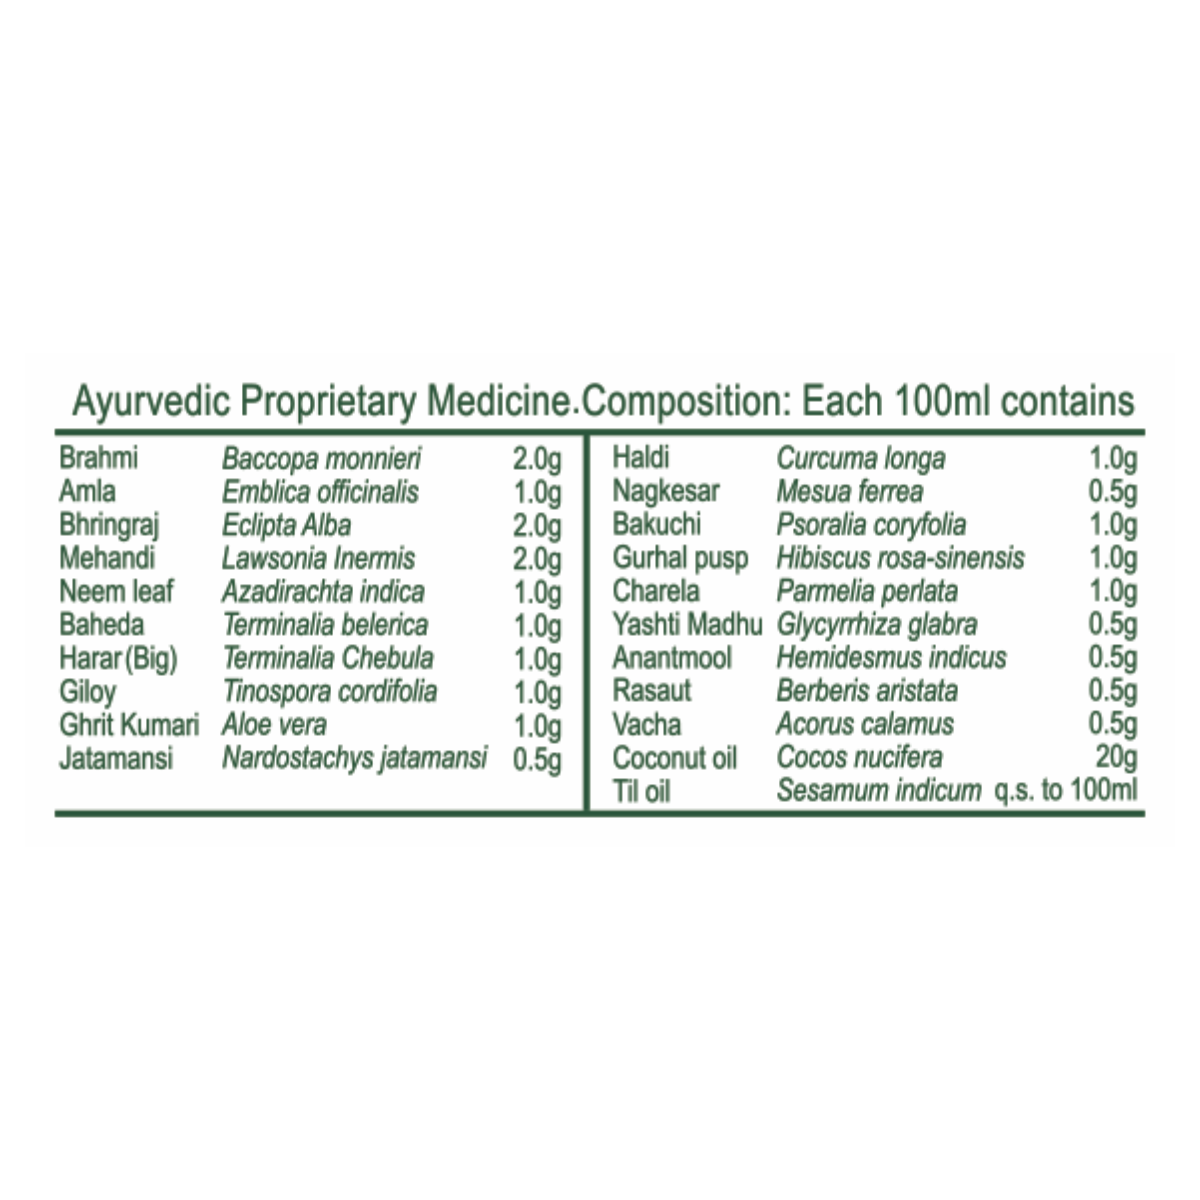 Ayurvedic Proprietary Medicine.Composition: Each 100ml contains
Brahmi Baccopa monnieri 2.0g
Amla Emblica officinalis 1.0g
Bhringraj Eclipta Alba 2.0g
Mehandi Lawsonia Inermis 2.0g
Neem leaf Azadirachta indica 1.0g
Baheda Terminalia belerica 1.0g
Harar (Big) Terminalia Chebula 1.0g
Giloy Tinospora cordifolia 1.0g
Ghrit Kumari Aloe vera 1.0g
Jatamansi Nardostachys jatamansi 0.5g
Haldi Curcuma longa 1.0g
Nagkesar Mesua ferrea 0.5g
Bakuchi Psoralia coryfolia 1.0g
Gurhal pusp Hibiscus rosa-sinensis 1.0g
Charela Parmelia perlata 1.0g
Yashti Madhu Glycyrrhiza glabra 0.5g
Anantmool Hemidesmus indicus 0.5g
Rasaut Berberis aristata 0.5g
Vacha Acorus calamus 0.5g
Coconut oil Cocos nucifera 20g
Til oil Sesamum indicum q.s. to 100ml